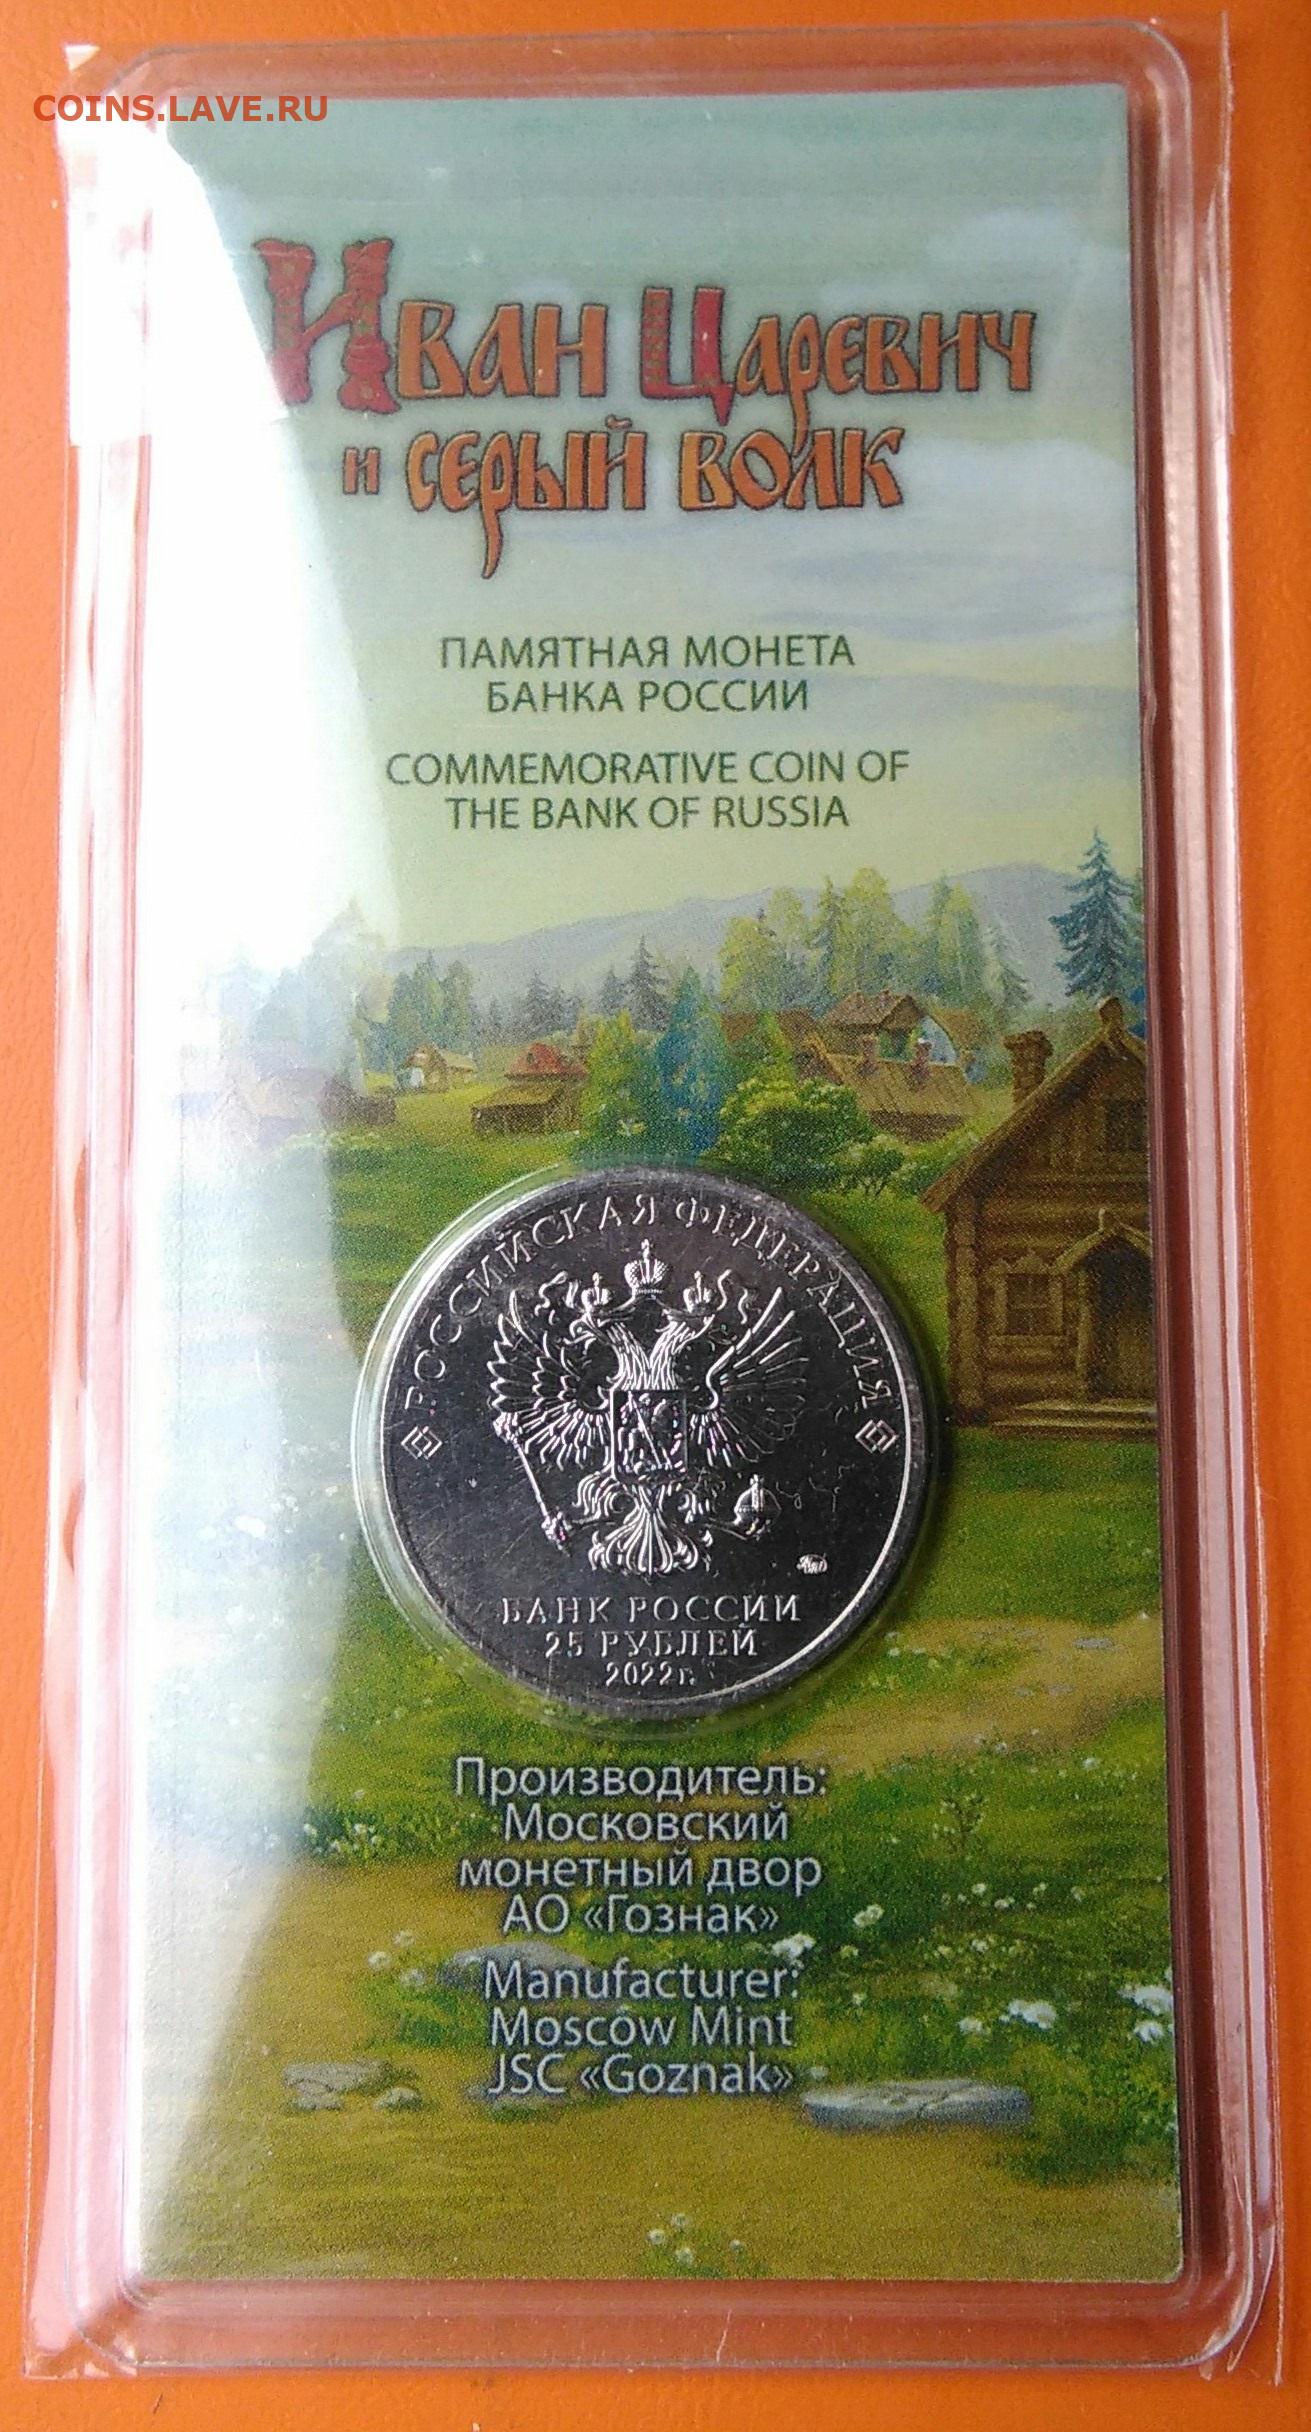 COINS.LAVE.RU
Иван Царевич
и серый волк
ПАМЯТНАЯ МОНЕТА
БАНКА РОССИИ
COMMEMORATIVE COIN OF
THE BANK OF RUSSIA
РОССИЙСКАЯ ФЕДЕРАЦИЯ
ММД
БАНК РОССИИ
25 РУБЛЕЙ
2022 г.
Производитель:
Московский
монетный двор
АО «Гознак»
Manufacturer:
Moscow Mint
JSC «Goznak»